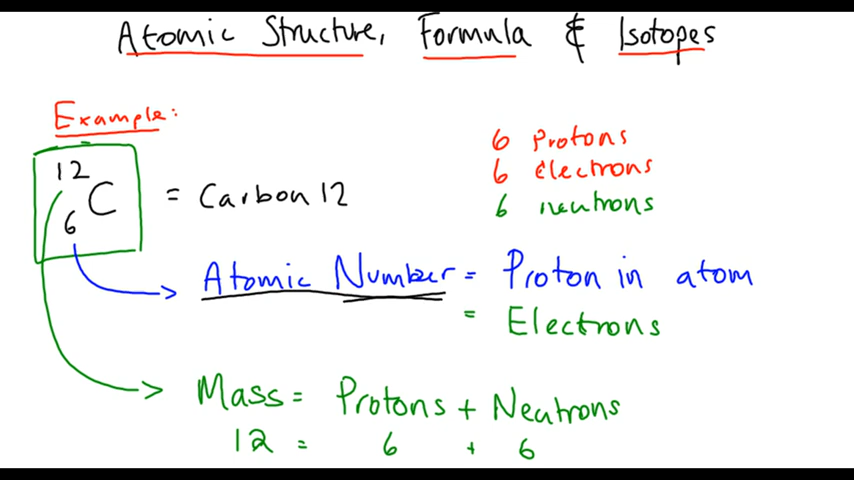 Atomic Structure, Formula & Isotopes
Example:
12
6 C = Carbon 12
6 Protons
6 Electrons
6 neutrons
Atomic Number = Proton in atom
= Electrons
Mass = Protons + Neutrons
12 = 6 + 6